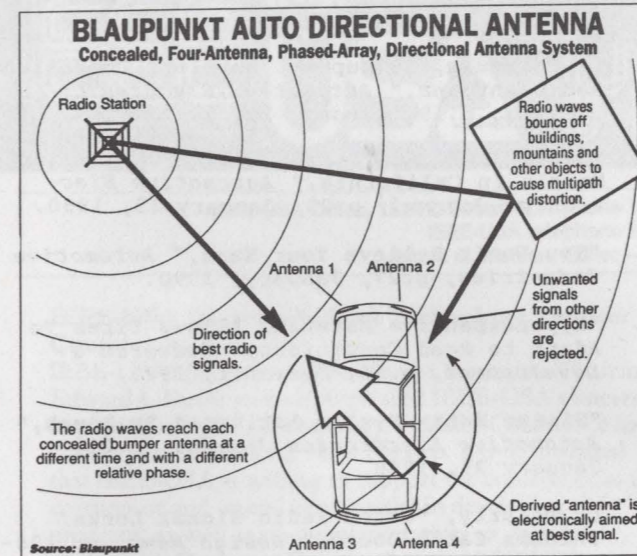 BLAUPUNKT AUTO DIRECTIONAL ANTENNA
Concealed, Four-Antenna, Phased-Array, Directional Antenna System
Radio Station
Radio waves
bounce off
buildings,
mountains and
other objects to
cause multipath
distortion.
Antenna 1
Antenna 2
Unwanted
signals
from other
directions
are
rejected.
Direction of
best radio
signals.
The radio waves reach each
concealed bumper antenna at a
different time and with a different
relative phase.
Derived "antenna" is
electronically aimed
at best signal.
Source: Blaupunkt
Antenna 3
Antenna 4